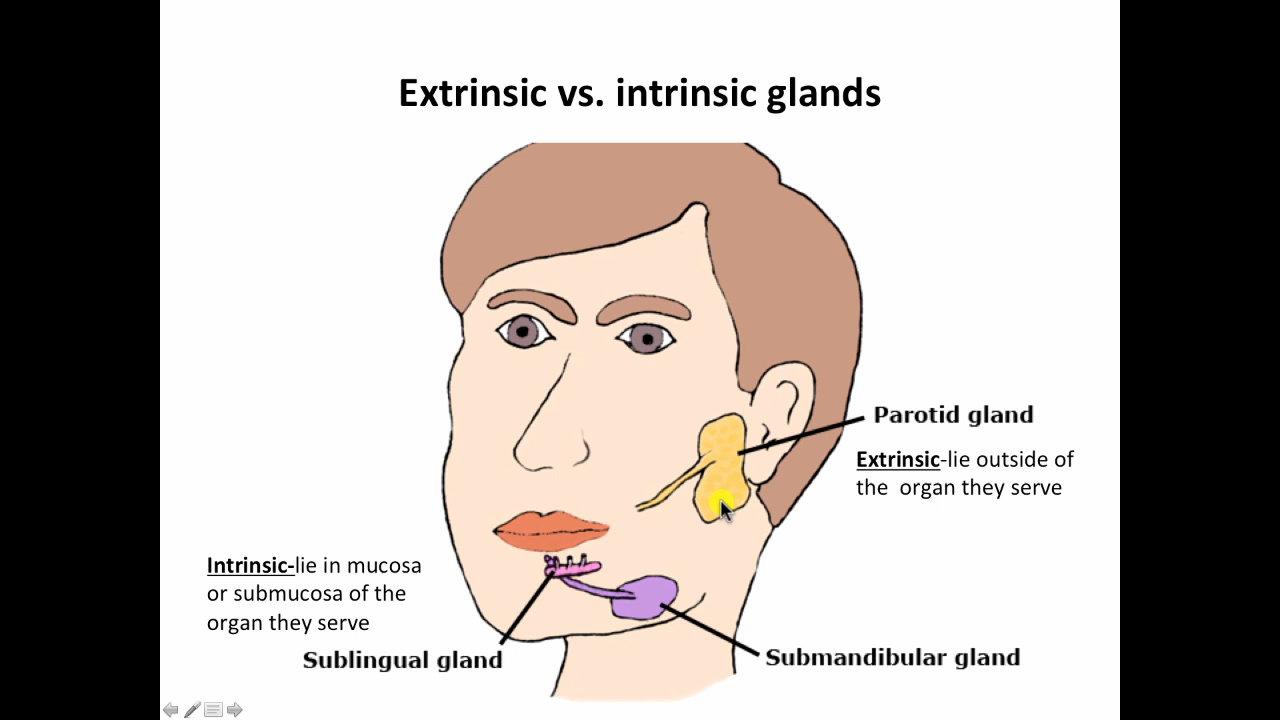 Extrinsic vs. intrinsic glands
Parotid gland
Extrinsic-lie outside of
the organ they serve
Intrinsic-lie in mucosa
or submucosa of the
organ they serve
Sublingual gland
Submandibular gland